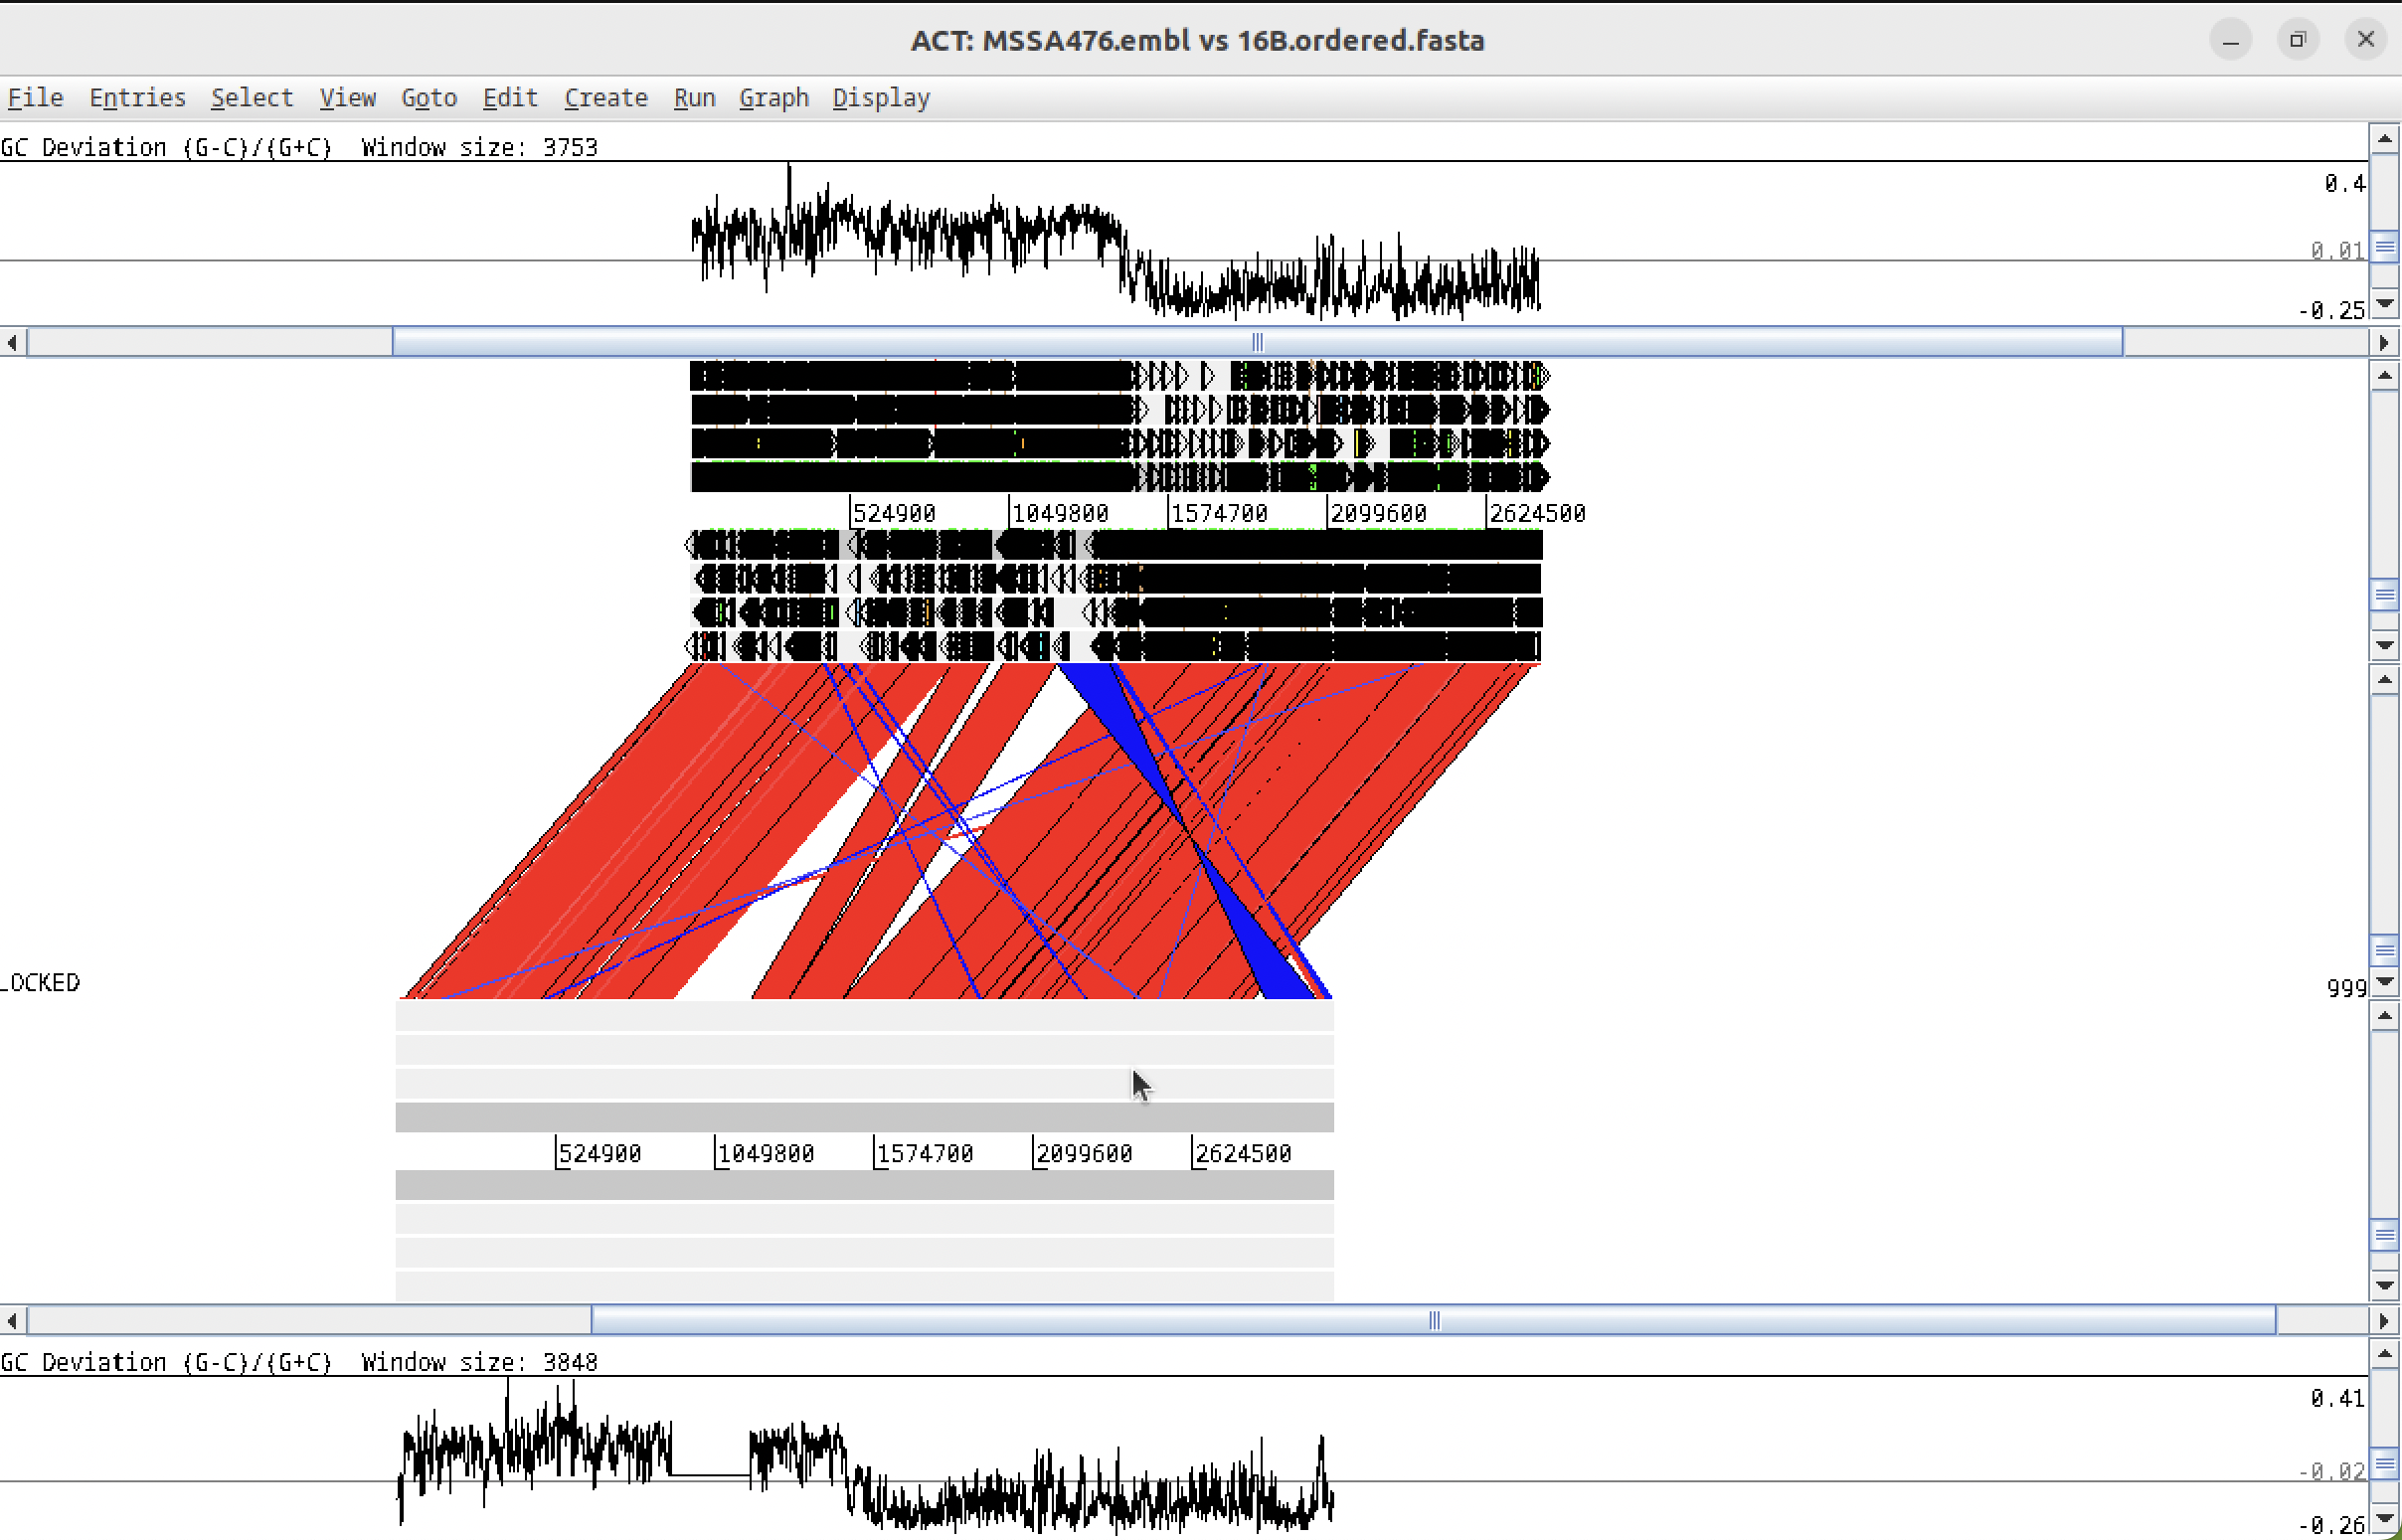 ACT: MSSA476.embl vs 16B.ordered.fasta
File Entries Select View Goto Edit Create Run Graph Display
GC Deviation (G-C)/(G+C) Window size: 3753
0.4
0.01
-0.25
524900 1049800 1574700 2099600 2624500
LOCKED
999
524900 1049800 1574700 2099600 2624500
GC Deviation (G-C)/(G+C) Window size: 3848
0.41
-0.02
-0.26